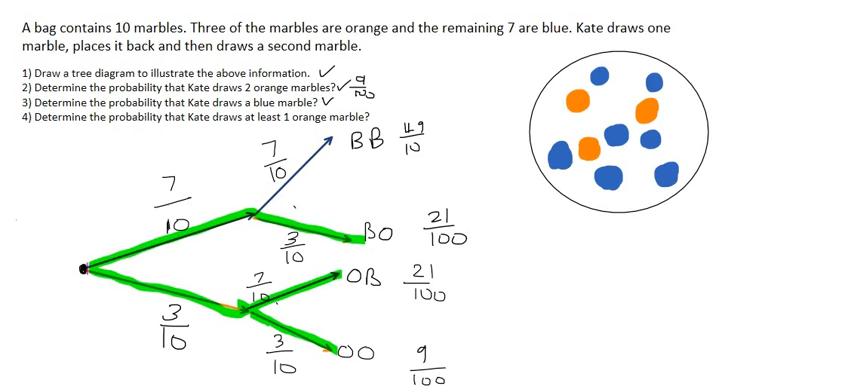 A bag contains 10 marbles. Three of the marbles are orange and the remaining 7 are blue. Kate draws one
marble, places it back and then draws a second marble.
1) Draw a tree diagram to illustrate the above information. ✓
2) Determine the probability that Kate draws 2 orange marbles? ✓ 9/100
3) Determine the probability that Kate draws a blue marble? ✓
4) Determine the probability that Kate draws at least 1 orange marble?
7/10
BB 49/10
7/10
3/10
BO 21/100
7/10
OB 21/100
3/10
3/10
OO 9/100